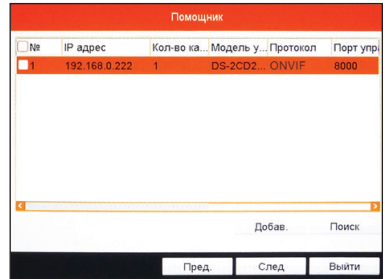 Помощник
№ IP адрес Кол-во ка... Модель у... Протокол Порт упра
1 192.168.0.222 1 DS-2CD2... ONVIF 8000
Добав. Поиск
Пред. След Выйти